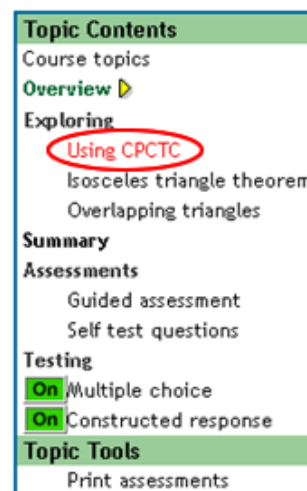 Topic Contents
Course topics
Overview
Exploring
Using CPCTC
Isosceles triangle theorem
Overlapping triangles
Summary
Assessments
Guided assessment
Self test questions
Testing
On Multiple choice
On Constructed response
Topic Tools
Print assessments